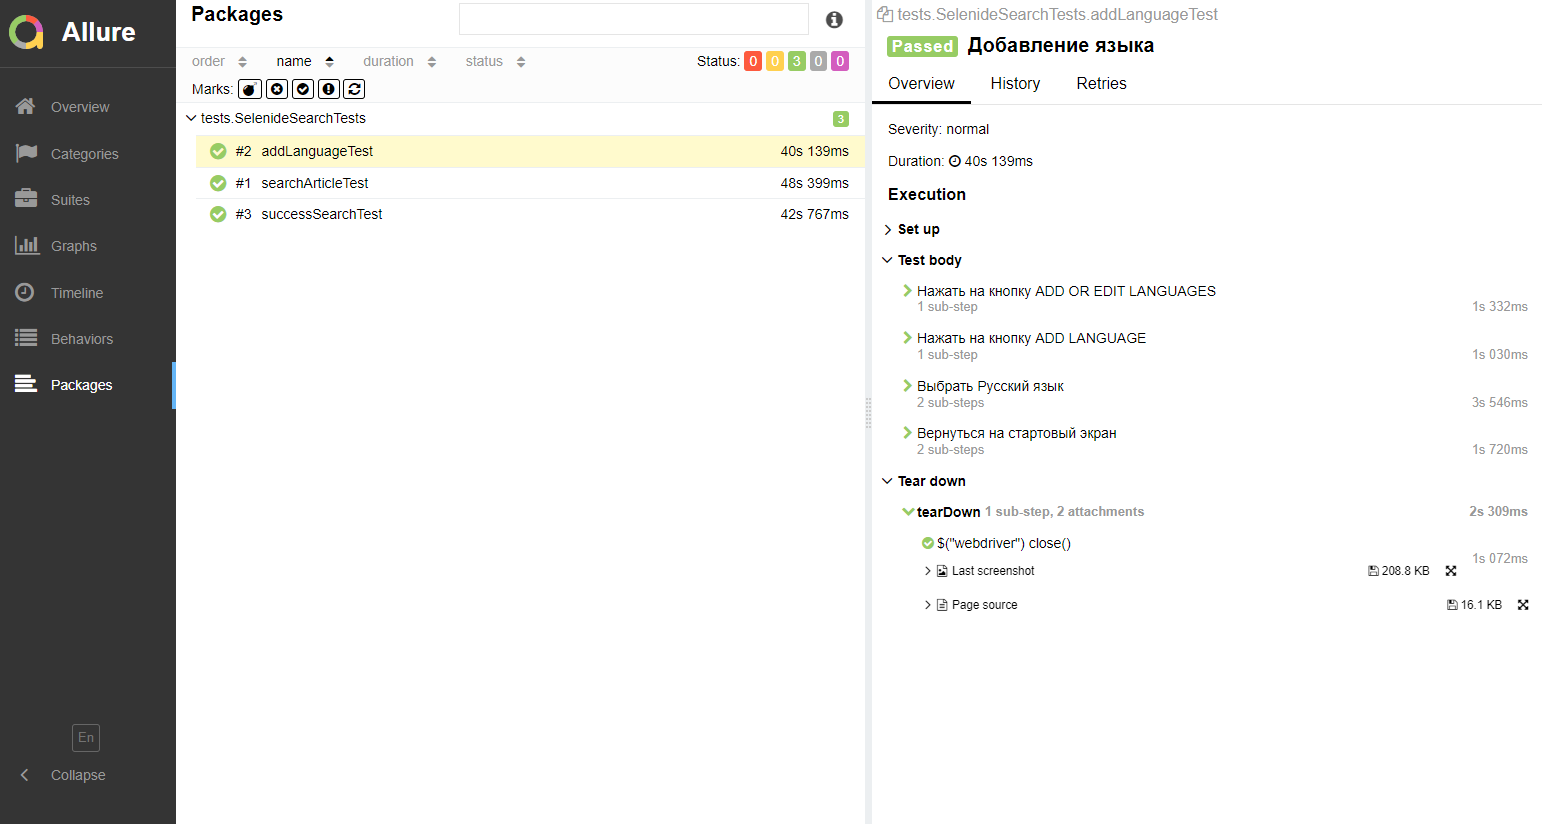 Allure
Overview
Categories
Suites
Graphs
Timeline
Behaviors
Packages
En
Collapse
Packages
order name duration status Status: 0 0 3 0 0
Marks:
tests.SelenideSearchTests 3
#2 addLanguageTest 40s 139ms
#1 searchArticleTest 48s 399ms
#3 successSearchTest 42s 767ms
tests.SelenideSearchTests.addLanguageTest
Passed Добавление языка
Overview History Retries
Severity: normal
Duration: 40s 139ms
Execution
Set up
Test body
Нажать на кнопку ADD OR EDIT LANGUAGES
1 sub-step 1s 332ms
Нажать на кнопку ADD LANGUAGE
1 sub-step 1s 030ms
Выбрать Русский язык
2 sub-steps 3s 546ms
Вернуться на стартовый экран
2 sub-steps 1s 720ms
Tear down
tearDown 1 sub-step, 2 attachments 2s 309ms
$("webdriver") close()
1s 072ms
Last screenshot 208.8 KB
Page source 16.1 KB